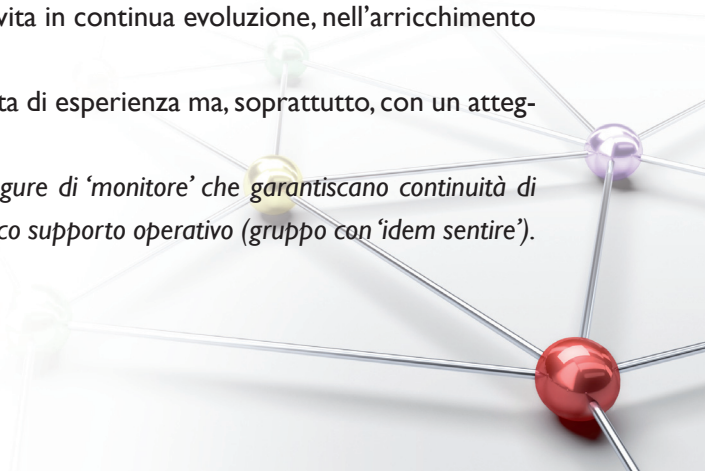 vita in continua evoluzione, nell’arricchimento
ta di esperienza ma, soprattutto, con un atteg-
gure di ‘monitore’ che garantiscano continuità di
co supporto operativo (gruppo con ‘idem sentire’).